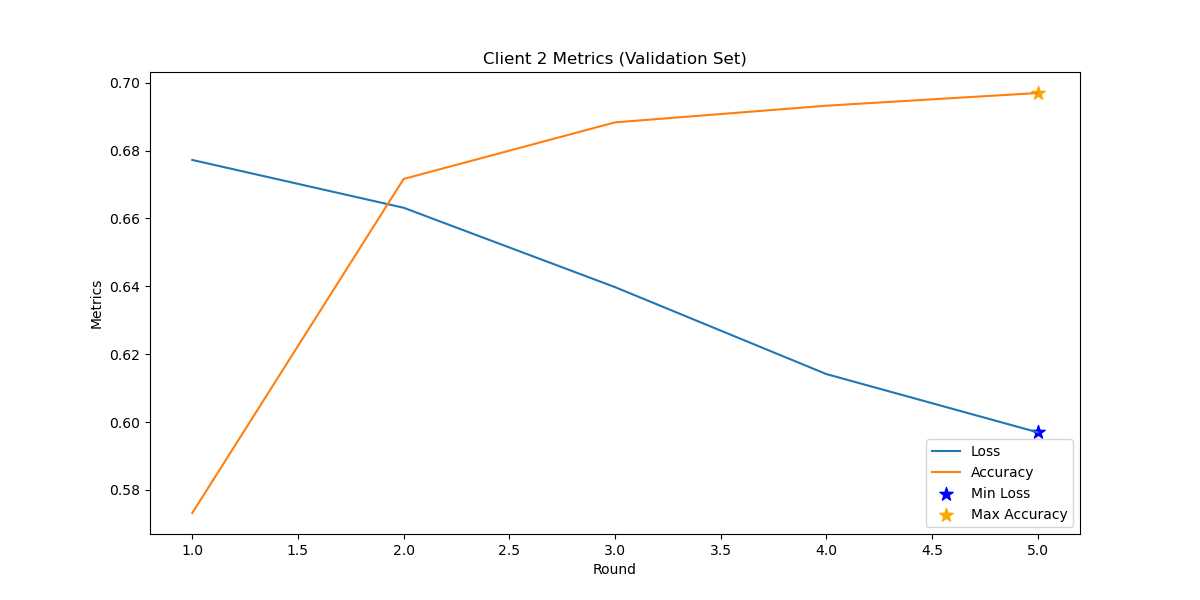 Client 2 Metrics (Validation Set)
0.70
0.68
0.66
0.64
0.62
0.60
0.58
Metrics
1.0 1.5 2.0 2.5 3.0 3.5 4.0 4.5 5.0
Round
Loss
Accuracy
Min Loss
Max Accuracy